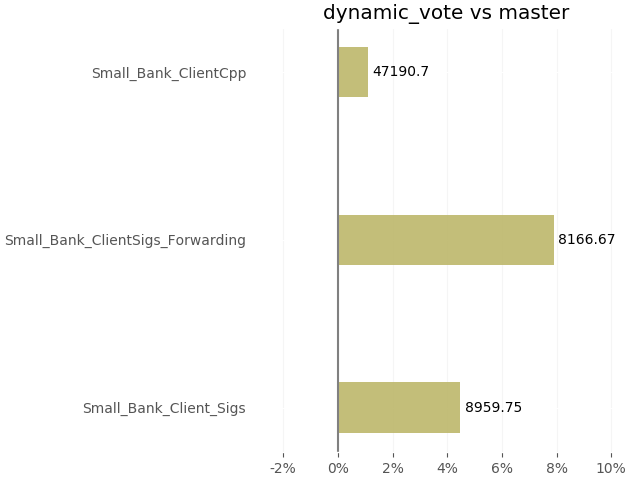 dynamic_vote vs master
Small_Bank_ClientCpp
47190.7
Small_Bank_ClientSigs_Forwarding
8166.67
Small_Bank_Client_Sigs
8959.75
-2%
0%
2%
4%
6%
8%
10%